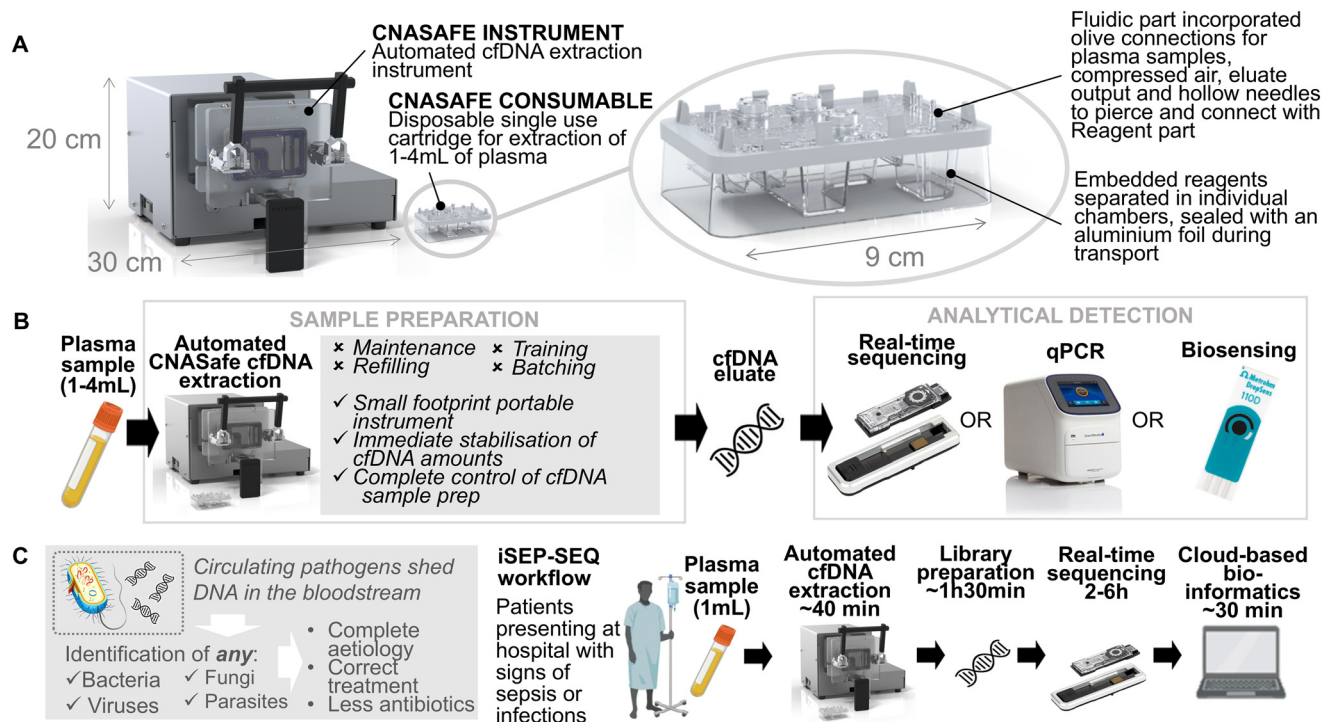 A
CNASAFE INSTRUMENT
Automated cfDNA extraction
instrument
CNASAFE CONSUMABLE
Disposable single use
cartridge for extraction of
1-4mL of plasma
20 cm
30 cm
9 cm
Fluidic part incorporated
olive connections for
plasma samples,
compressed air, eluate
output and hollow needles
to pierce and connect with
Reagent part
Embedded reagents
separated in individual
chambers, sealed with an
aluminium foil during
transport
B
Plasma
sample
(1-4mL)
SAMPLE PREPARATION
Automated
CNASafe cfDNA
extraction
✘ Maintenance ✘ Training
✘ Refilling ✘ Batching
✓ Small footprint portable
instrument
✓ Immediate stabilisation of
cfDNA amounts
✓ Complete control of cfDNA
sample prep
cfDNA
eluate
ANALYTICAL DETECTION
Real-time
sequencing
OR
qPCR
OR
Biosensing
Metrohm
DropSens
110D
C
Circulating pathogens shed
DNA in the bloodstream
Identification of any:
✓Bacteria ✓ Fungi
✓ Viruses ✓ Parasites
• Complete
aetiology
• Correct
treatment
• Less antibiotics
iSEP-SEQ
workflow
Patients
presenting at
hospital with
signs of
sepsis or
infections
Plasma
sample
(1mL)
Automated
cfDNA
extraction
~40 min
Library
preparation
~1h30min
Real-time
sequencing
2-6h
Cloud-based
bio-
informatics
~30 min